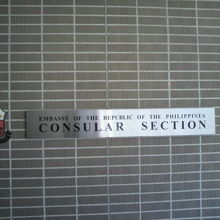 EMBASSY OF THE REPUBLIC OF THE PHILIPPINES
CONSULAR SECTION